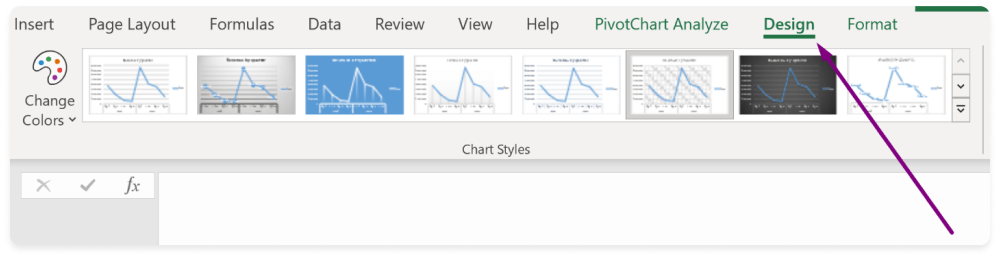 Insert Page Layout Formulas Data Review View Help PivotChart Analyze Design Format
Change
Colors
Chart Styles
fx